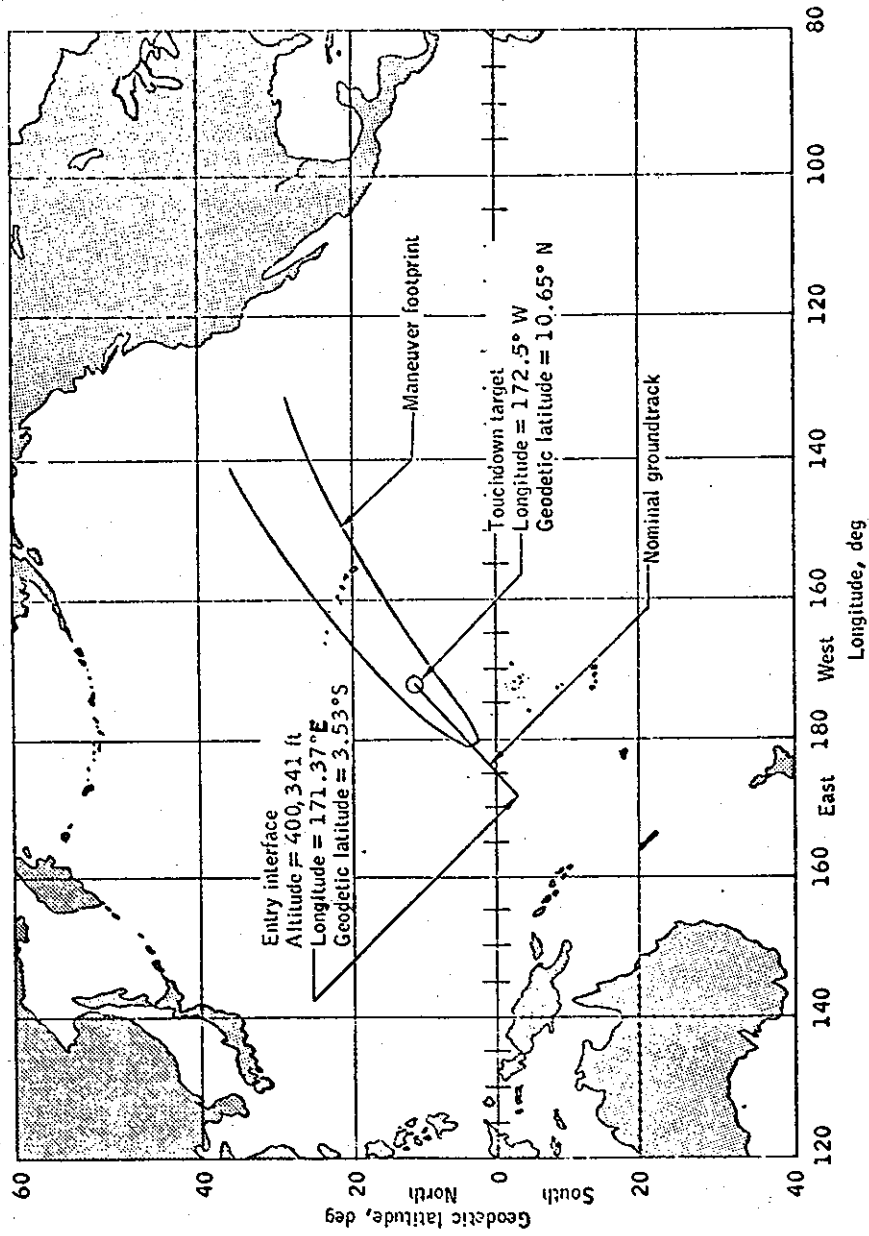 Entry interface
Altitude = 400,341 ft
Longitude = 171.37°E
Geodetic latitude = 3.53°S
Maneuver footprint
Touchdown target
Longitude = 172.5° W
Geodetic latitude = 10.65° N
Nominal groundtrack
Geodetic latitude, deg
North
South
60
40
20
0
20
40
120
140
160
180
160
140
120
100
80
East
West
Longitude, deg